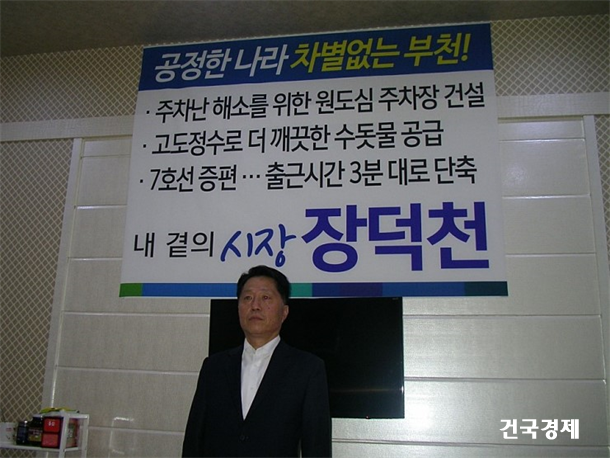 공정한 나라 차별없는 부천!
· 주차난 해소를 위한 원도심 주차장 건설
· 고도정수로 더 깨끗한 수돗물 공급
· 7호선 증편 ··· 출근시간 3분 대로 단축
내 곁의 시장 장덕천
건국경제